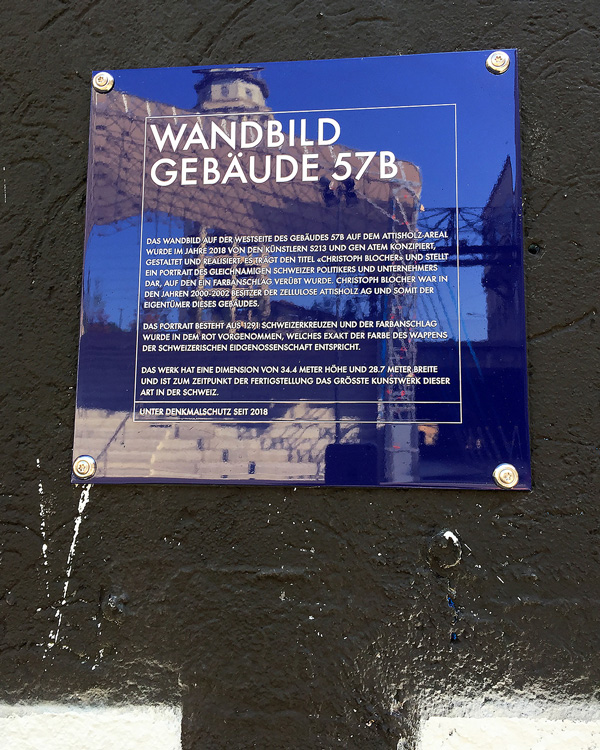 WANDBILD
GEBÄUDE 57B
DAS WANDBILD AUF DER WESTSEITE DES GEBÄUDES 57B AUF DEM ATTISHOLZ-AREAL
WURDE IM JAHRE 2018 VON DEN KÜNSTLERN S213 UND GEN ATEM KONZIPIERT,
GESTALTET UND REALISIERT. ES TRÄGT DEN TITEL «CHRISTOPH BLOCHER» UND STELLT
EIN PORTRAIT DES GLEICHNAMIGEN SCHWEIZER POLITIKERS UND UNTERNEHMERS
DAR, AUF DEN EIN FARBANSCHLAG VERÜBT WURDE. CHRISTOPH BLOCHER WAR IN
DEN JAHREN 2000-2002 BESITZER DER ZELLULOSE ATTISHOLZ AG UND SOMIT DER
EIGENTÜMER DIESES GEBÄUDES.
DAS PORTRAIT BESTEHT AUS 1291 SCHWEIZERKREUZEN UND DER FARBANSCHLAG
WURDE IN DEM ROT VORGENOMMEN, WELCHES EXAKT DER FARBE DES WAPPENS
DER SCHWEIZERISCHEN EIDGENOSSENSCHAFT ENTSPRICHT.
DAS WERK HAT EINE DIMENSION VON 34.4 METER HÖHE UND 28.7 METER BREITE
UND IST ZUM ZEITPUNKT DER FERTIGSTELLUNG DAS GRÖSSTE KUNSTWERK DIESER
ART IN DER SCHWEIZ.
UNTER DENKMALSCHUTZ SEIT 2018